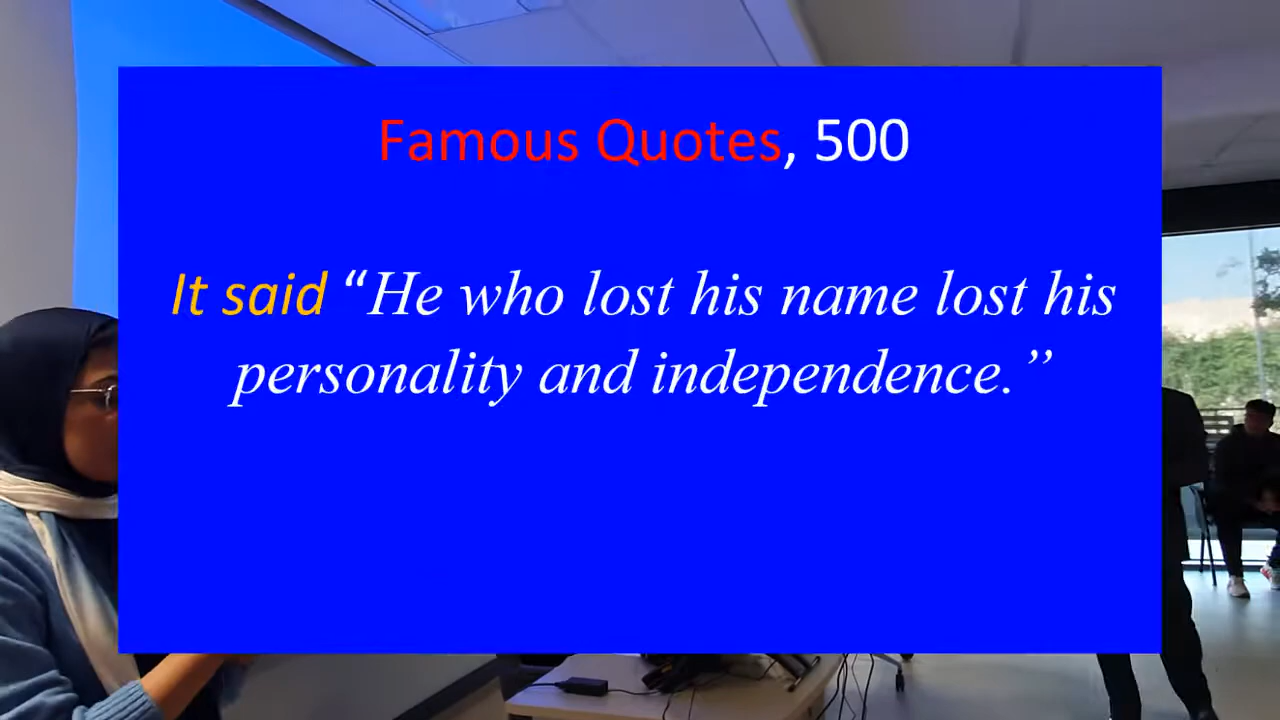 Famous Quotes, 500
It said “He who lost his name lost his
personality and independence.”